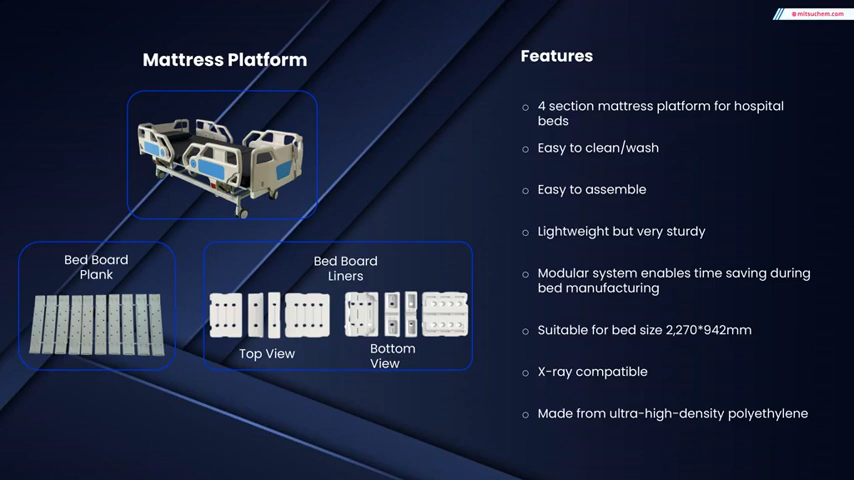 @mitsuchem.com
Mattress Platform
Bed Board
Plank
Bed Board
Liners
Top View
Bottom
View
Features
4 section mattress platform for hospital
beds
Easy to clean/wash
Easy to assemble
Lightweight but very sturdy
Modular system enables time saving during
bed manufacturing
Suitable for bed size 2,270*942mm
X-ray compatible
Made from ultra-high-density polyethylene